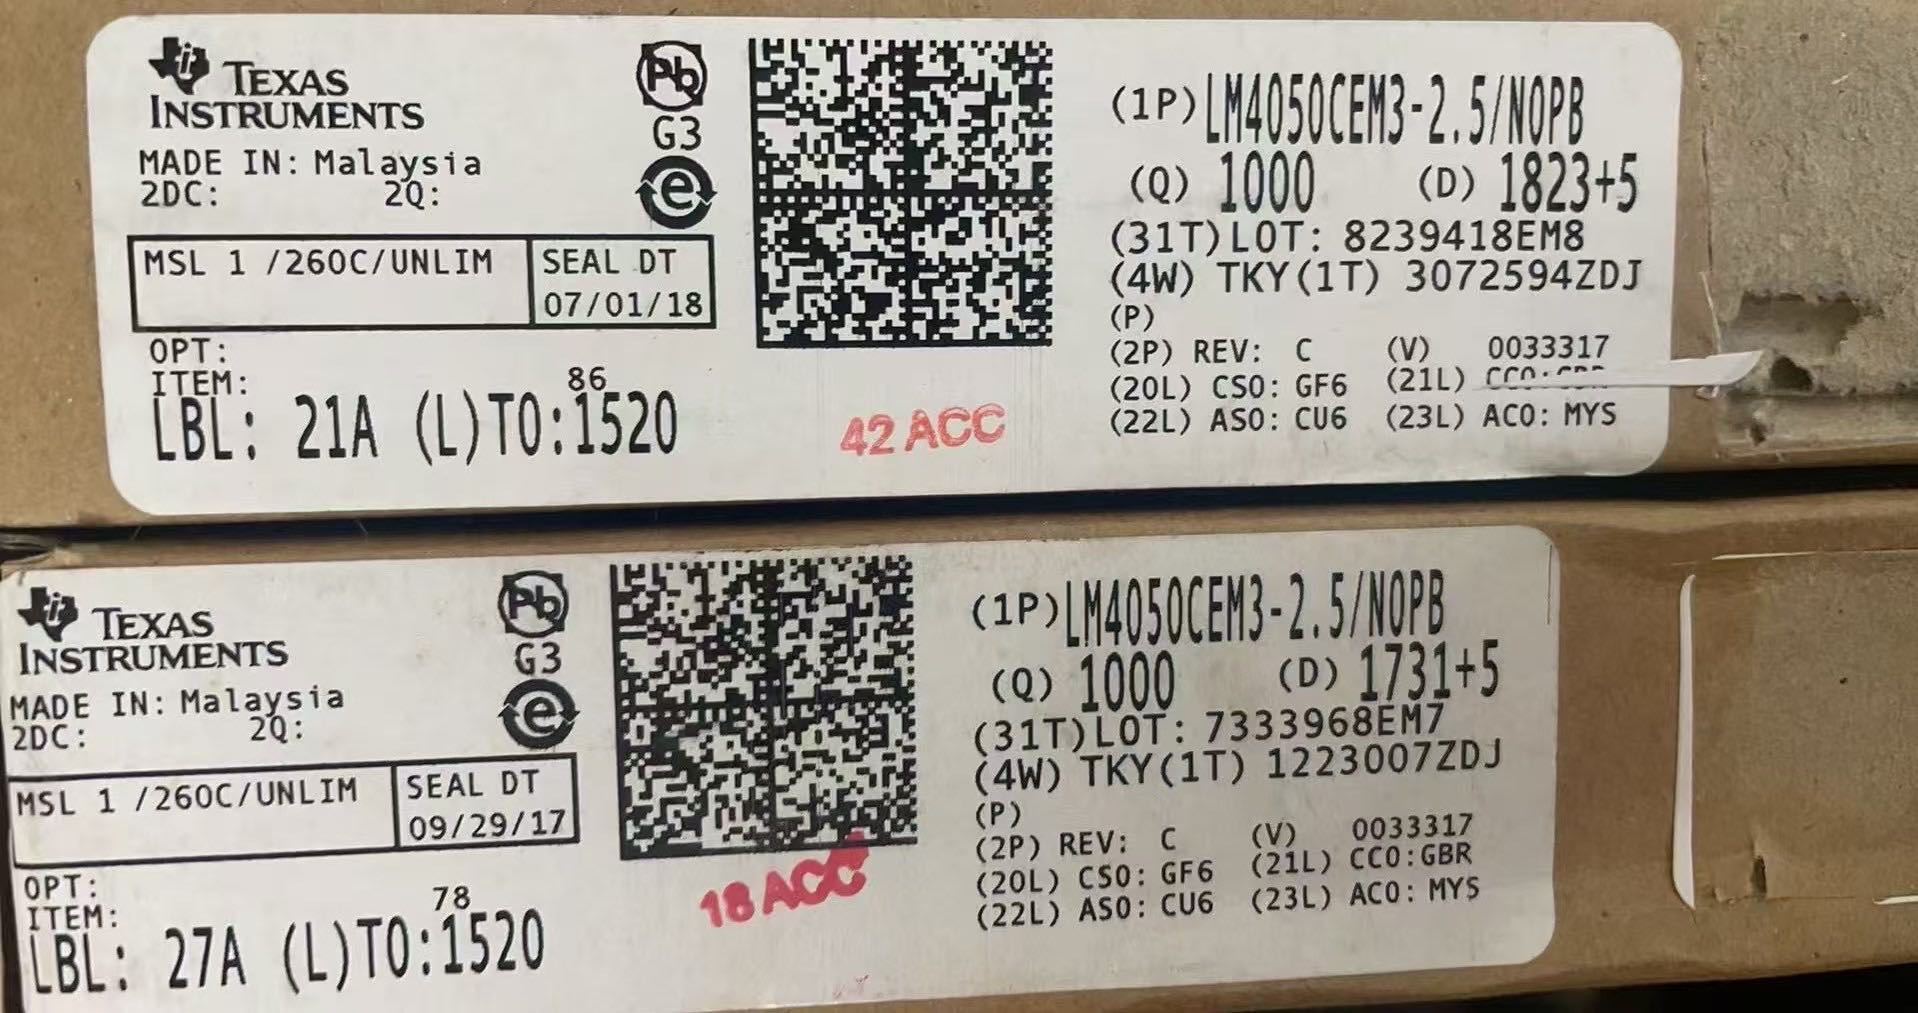 TEXAS
INSTRUMENTS
MADE IN: Malaysia
2DC: 2Q:
MSL 1 /260C/UNLIM
SEAL DT
07/01/18
OPT:
ITEM: 86
LBL: 21A (L)TO:1520
Pb
G3
e
42 ACC
(1P)LM4050CEM3-2.5/NOPB
(Q) 1000 (D) 1823+5
(31T)LOT: 8239418EM8
(4W) TKY(1T) 3072594ZDJ
(P)
(2P) REV: C (V) 0033317
(20L) CSO: GF6 (21L)
(22L) ASO: CU6 (23L) ACO: MYS
TEXAS
INSTRUMENTS
MADE IN: Malaysia
2DC: 2Q:
MSL 1 /260C/UNLIM
SEAL DT
09/29/17
OPT:
ITEM: 78
LBL: 27A (L)TO:1520
Pb
G3
e
18 ACC
(1P)LM4050CEM3-2.5/NOPB
(Q) 1000 (D) 1731+5
(31T)LOT: 7333968EM7
(4W) TKY(1T) 1223007ZDJ
(P)
(2P) REV: C (V) 0033317
(20L) CSO: GF6 (21L) CCO:GBR
(22L) ASO: CU6 (23L) ACO: MYS